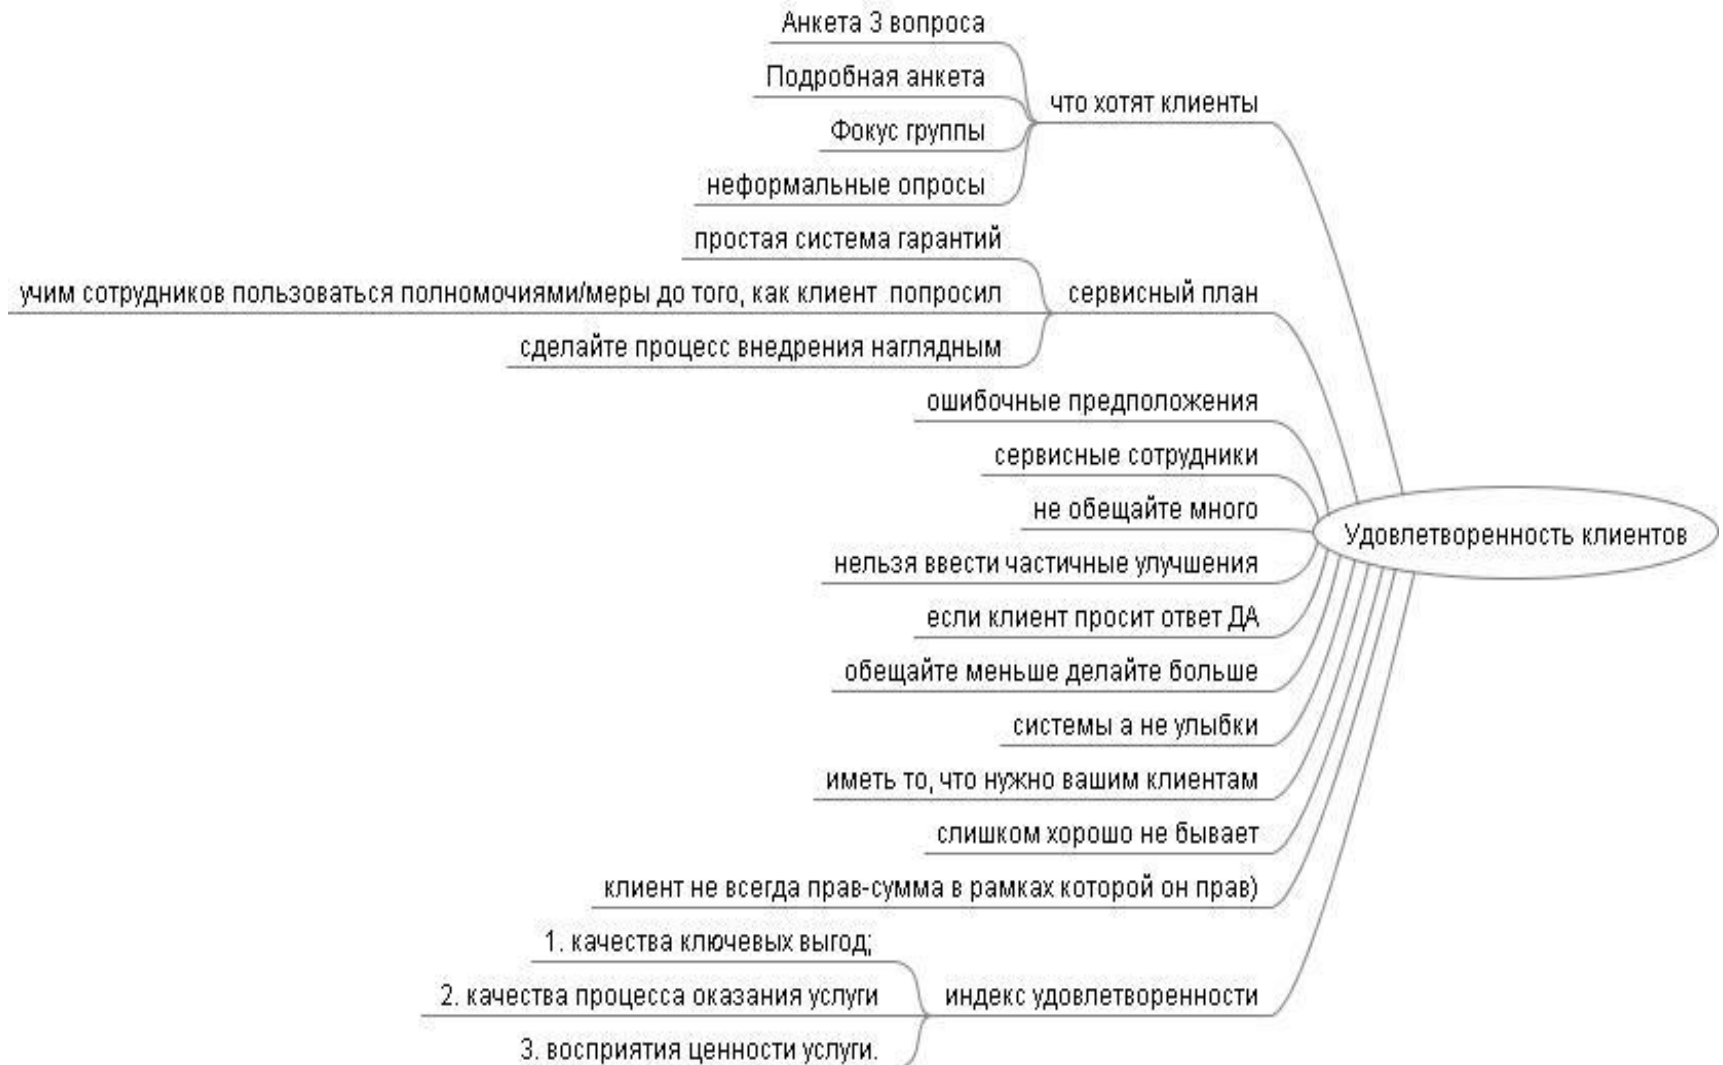 Анкета 3 вопроса
Подробная анкета
что хотят клиенты
Фокус группы
неформальные опросы
простая система гарантий
учим сотрудников пользоваться полномочиями/меры до того, как клиент  попросил
сервисный план
сделайте процесс внедрения наглядным
ошибочные предположения
сервисные сотрудники
не обещайте много
Удовлетворенность клиентов
нельзя ввести частичные улучшения
если клиент просит ответ ДА
обещайте меньше делайте больше
системы а не улыбки
иметь то, что нужно вашим клиентам
слишком хорошо не бывает
клиент не всегда прав-сумма в рамках которой он прав)
1. качества ключевых выгод;
2. качества процесса оказания услуги
индекс удовлетворенности
3. восприятия ценности услуги.